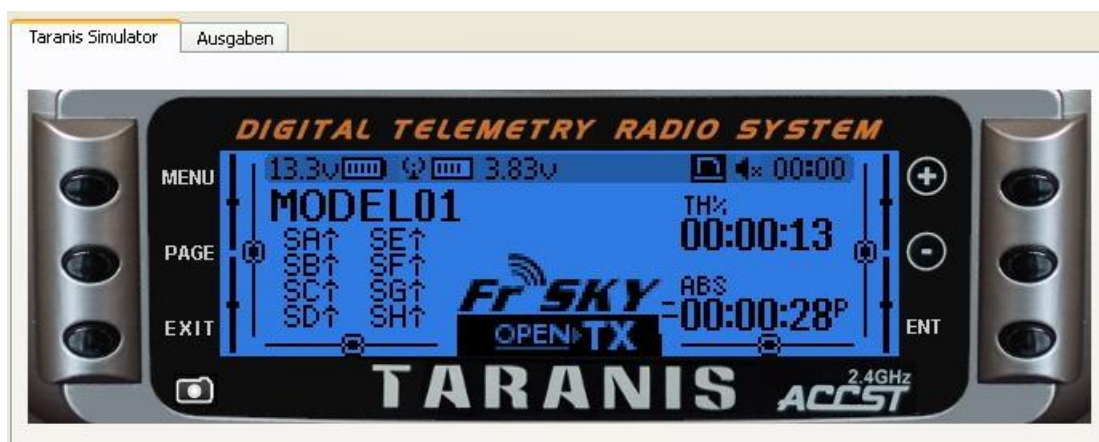 Taranis Simulator Ausgaben
DIGITAL TELEMETRY RADIO SYSTEM
MENU
PAGE
EXIT
13.3v 3.83v 00:00
MODEL01
SA↑ SE↑
SB↑ SF↑
SC↑ SG↑
SD↑ SH↑
TH%
00:00:13
ABS
-00:00:28P
FrSKY
OPEN TX
+
-
ENT
TARANIS
2.4GHz
ACCST